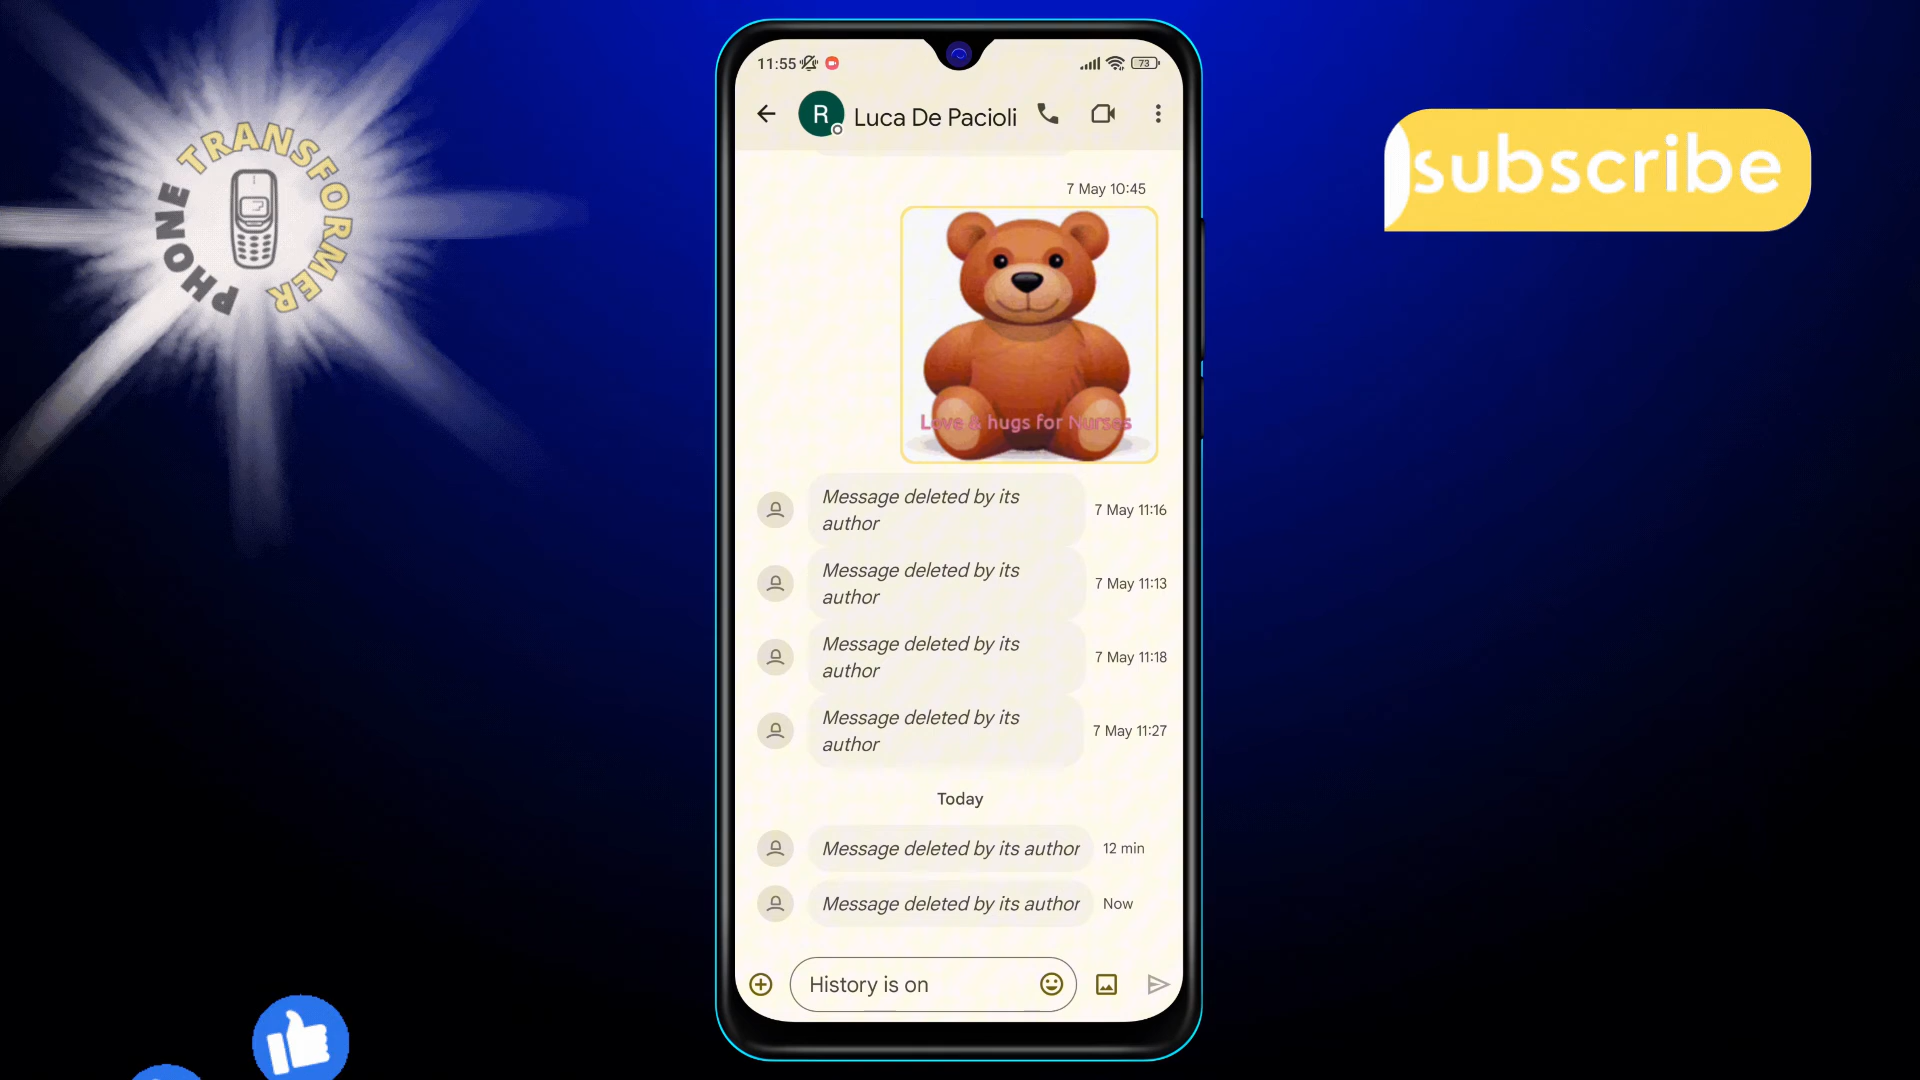 PHONE TRANSFORMER
subscribe
11:55
73
R
Luca De Pacioli
7 May 10:45
Love & hugs for Nurses
Message deleted by its
author
7 May 11:16
Message deleted by its
author
7 May 11:13
Message deleted by its
author
7 May 11:18
Message deleted by its
author
7 May 11:27
Today
Message deleted by its author
12 min
Message deleted by its author
Now
History is on